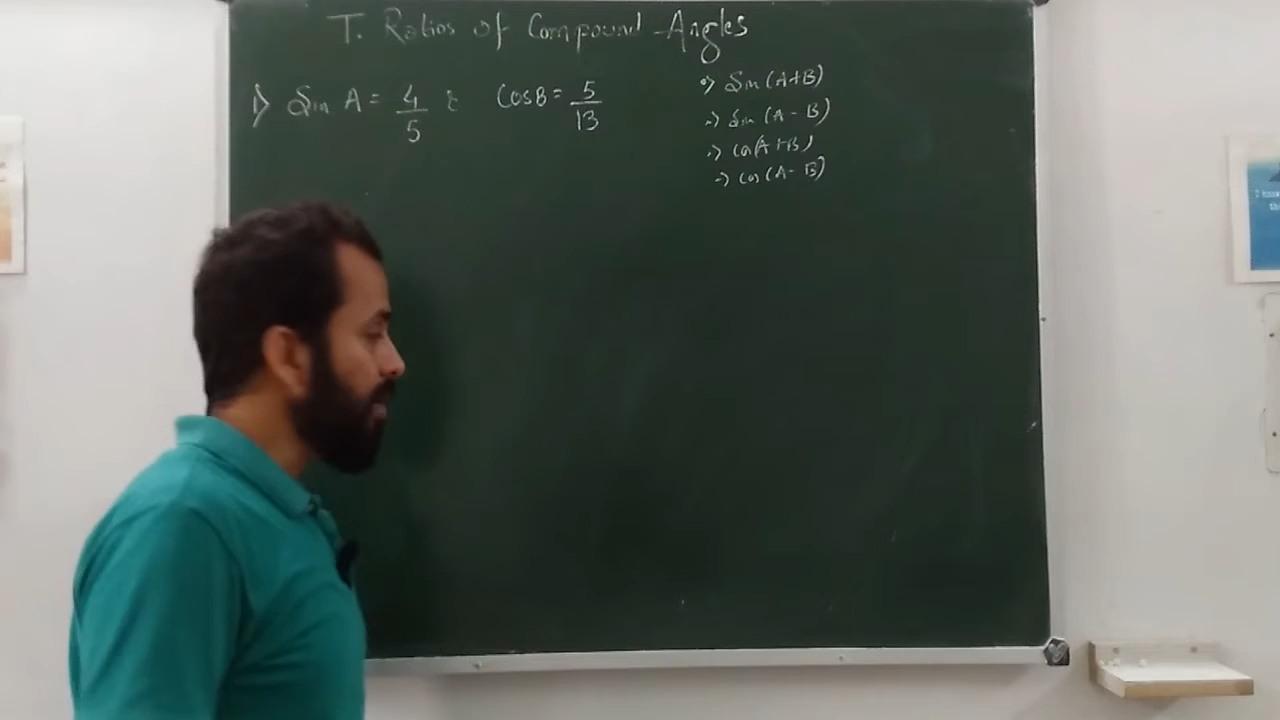 T. Ratios of Compound Angles
1) Sin A = 4/5 & Cos B = 5/13
•) Sin (A+B)
•) Sin (A - B)
•) Cos (A+B)
•) Cos (A - B)